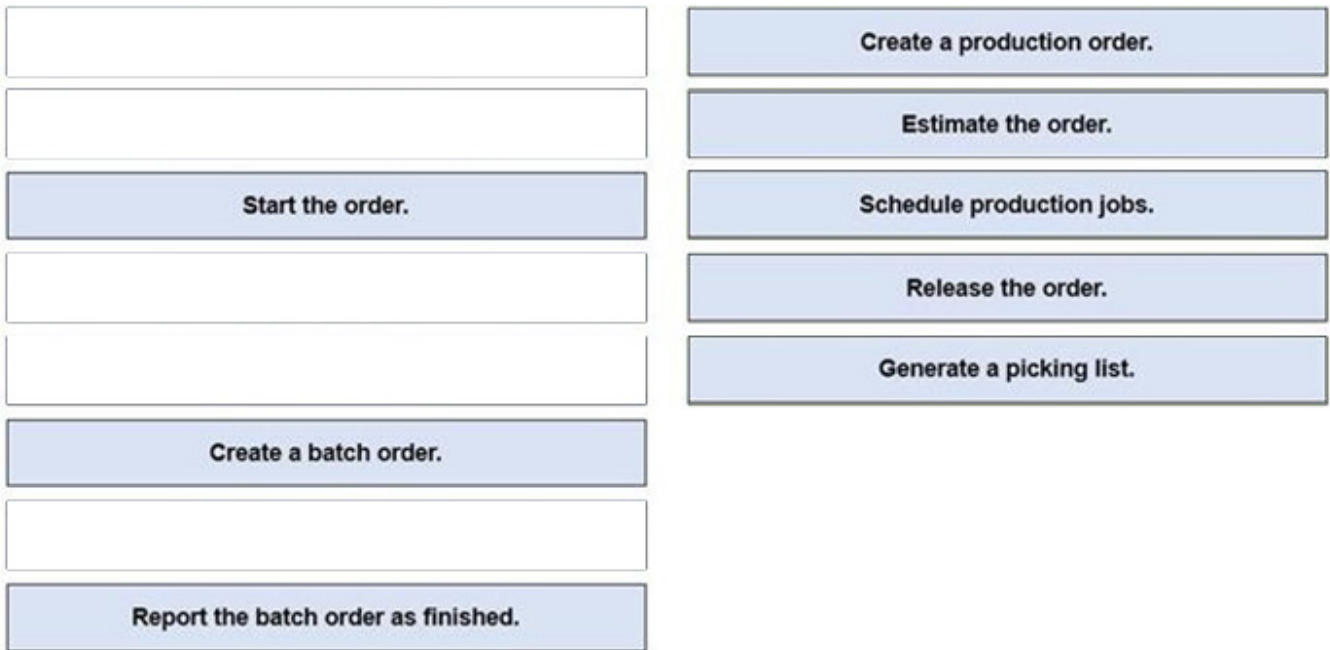 Create a production order.
Estimate the order.
Start the order.
Schedule production jobs.
Release the order.
Generate a picking list.
Create a batch order.
Report the batch order as finished.